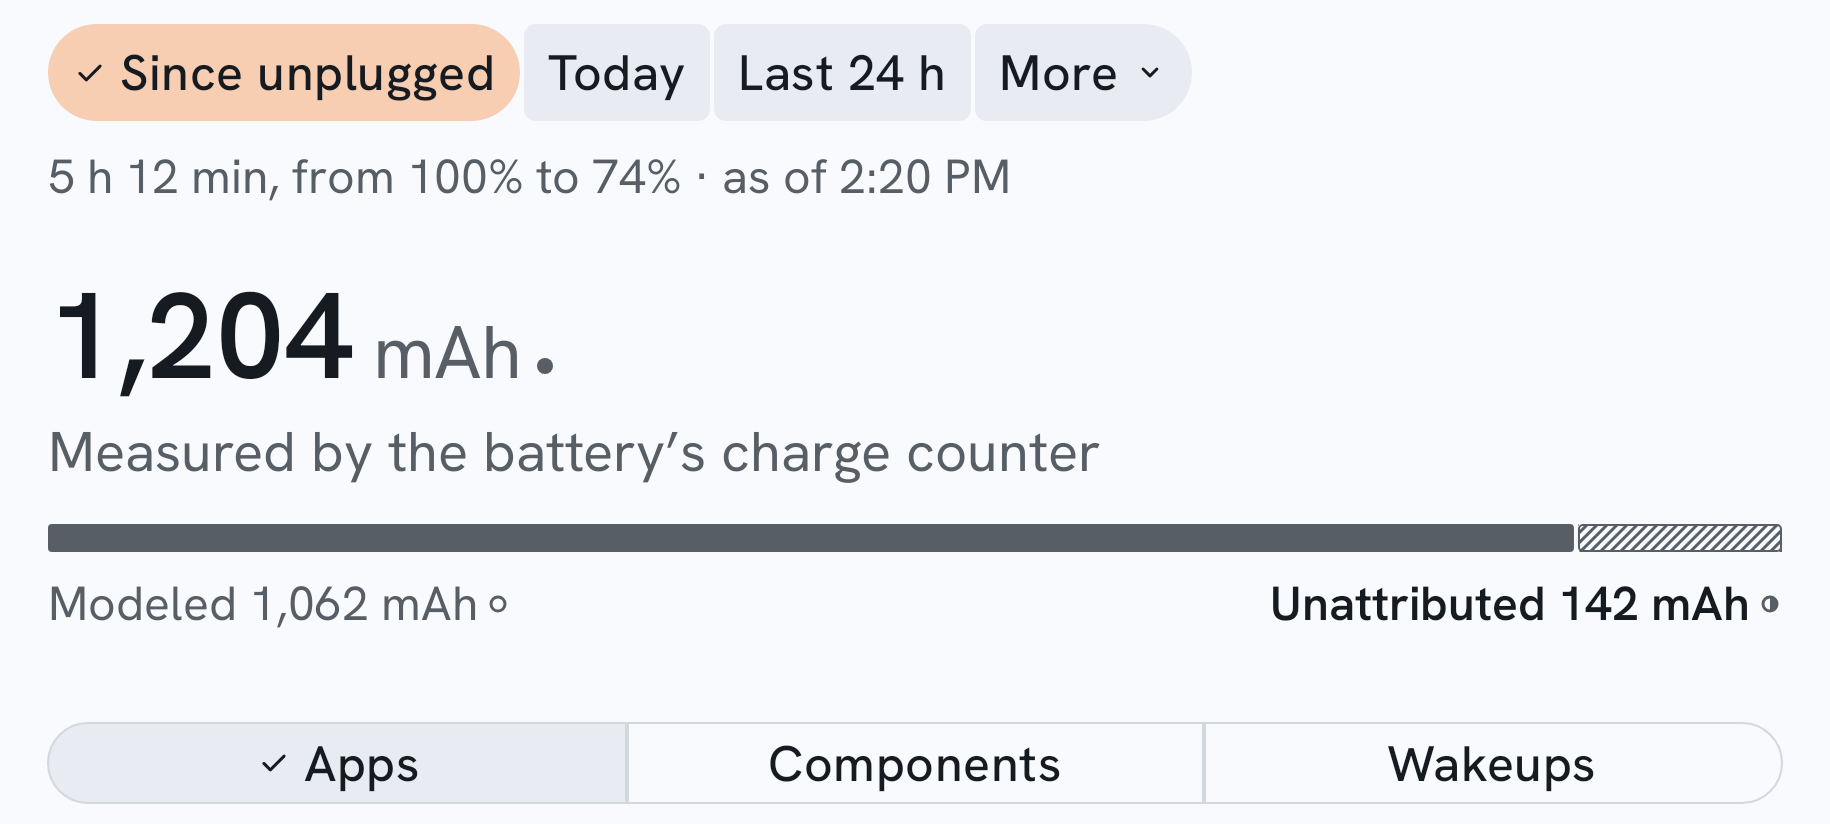 Since unplugged Today Last 24 h More
5 h 12 min, from 100% to 74% · as of 2:20 PM
1,204 mAh
Measured by the battery’s charge counter
Modeled 1,062 mAh Unattributed 142 mAh
Apps Components Wakeups